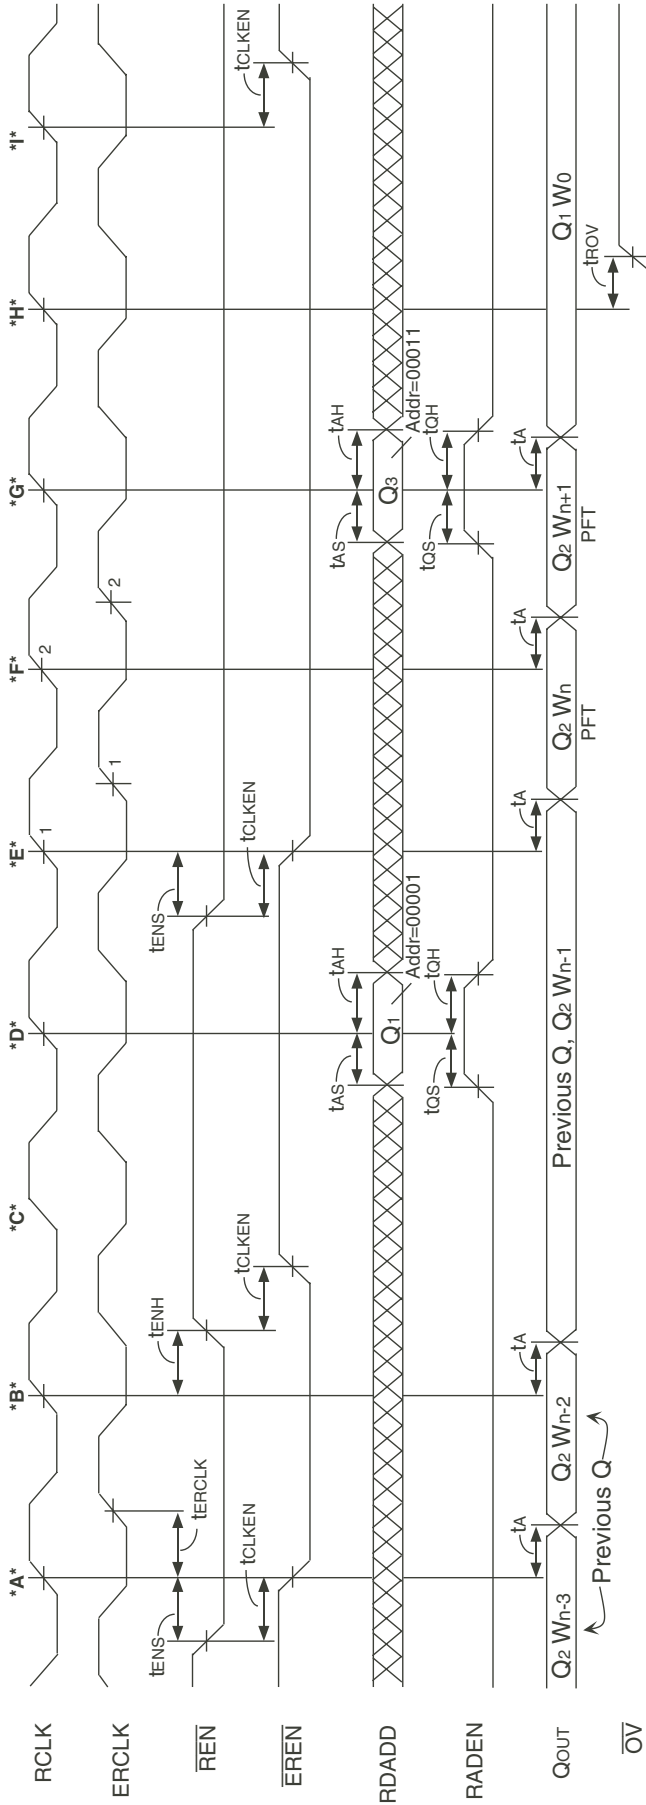 *A* *B* *C* *D* *E* *F* *G* *H* *I*
RCLK
1 2
ERCLK
tERCLK
1 2
REN
tENS tENH tENS
EREN
tCLKEN tCLKEN tCLKEN tCLKEN
RDADD
tAS tAH tAS tAH
Q1 Q3
Addr=00001 Addr=00011
RADEN
tQS tQH tQS tQH
QOUT
tA tA tA tA tA
Q2 Wn-3 Q2 Wn-2 Previous Q, Q2 Wn-1 Q2 Wn Q2 Wn+1 Q1 W0
PFT PFT
Previous Q
tROV
OV